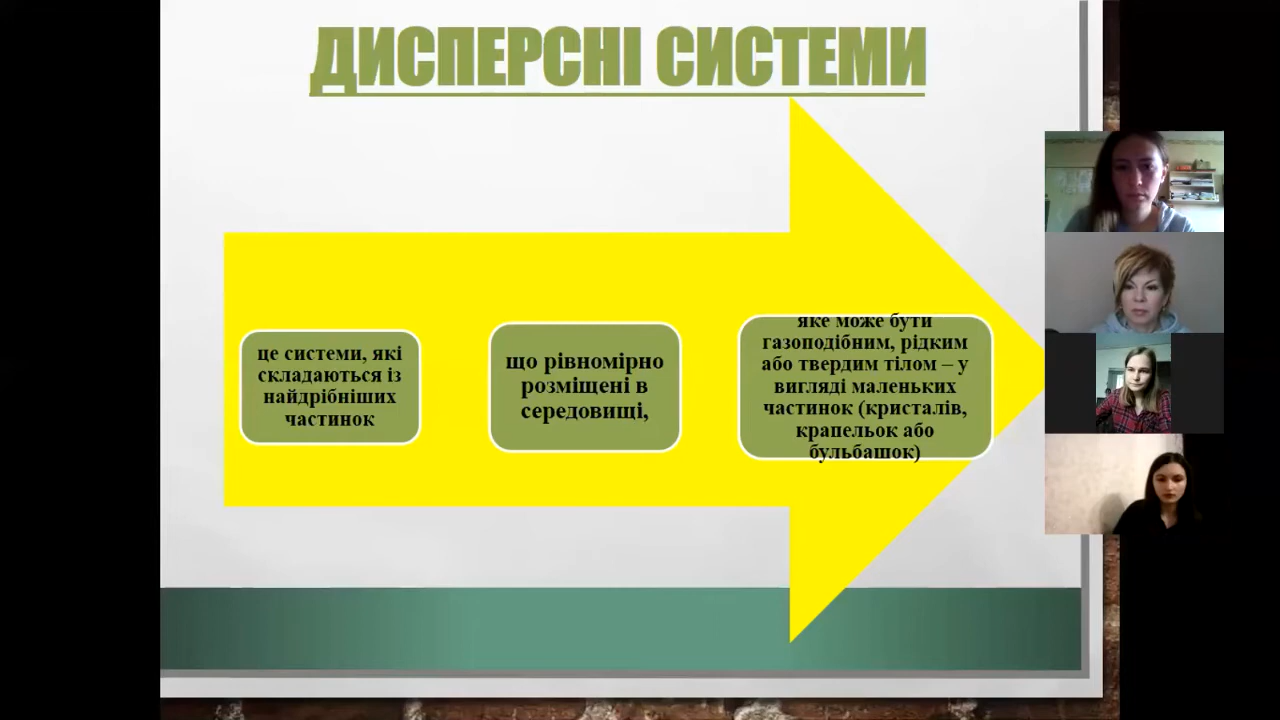 ДИСПЕРСНІ СИСТЕМИ
це системи, які
складаються із
найдрібніших
частинок
що рівномірно
розміщені в
середовищі,
яке може бути
газоподібним, рідким
або твердим тілом – у
вигляді маленьких
частинок (кристалів,
крапельок або
бульбашок)